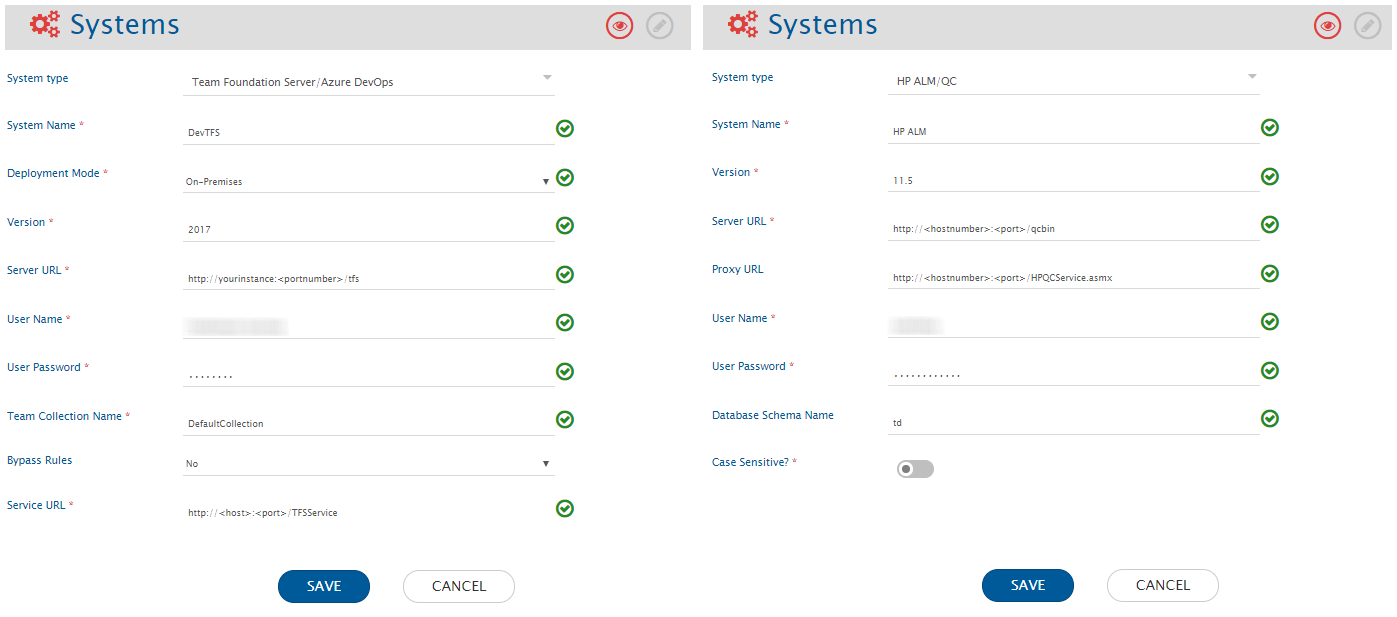 Systems
System type
Team Foundation Server/Azure DevOps
System Name *
DevTFS
Deployment Mode *
On-Premises
Version *
2017
Server URL *
http://yourinstance:<portnumber>/tfs
User Name *
User Password *
........
Team Collection Name *
DefaultCollection
Bypass Rules
No
Service URL *
http://<host>:<port>/TFSService
SAVE
CANCEL
Systems
System type
HP ALM/QC
System Name *
HP ALM
Version *
11.5
Server URL *
http://<hostnumber>:<port>/qcbin
Proxy URL
http://<hostnumber>:<port>/HPQCService.asmx
User Name *
User Password *
............
Database Schema Name
td
Case Sensitive? *
SAVE
CANCEL